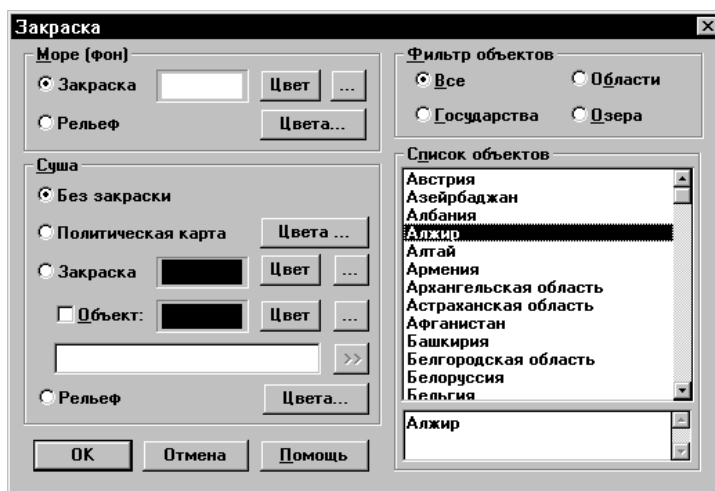 Закраска
Море (фон)
Закраска
Цвет
...
Рельеф
Цвета...
Суша
Без закраски
Политическая карта
Цвета ...
Закраска
Цвет
...
Объект:
Цвет
...
>>
Рельеф
Цвета...
OK
Отмена
Помощь
Фильтр объектов
Все
Области
Государства
Озера
Список объектов
Австрия
Азейрбаджан
Албания
Алжир
Алтай
Армения
Архангельская область
Астраханская область
Афганистан
Башкирия
Белгородская область
Белоруссия
Бельгия
Алжир